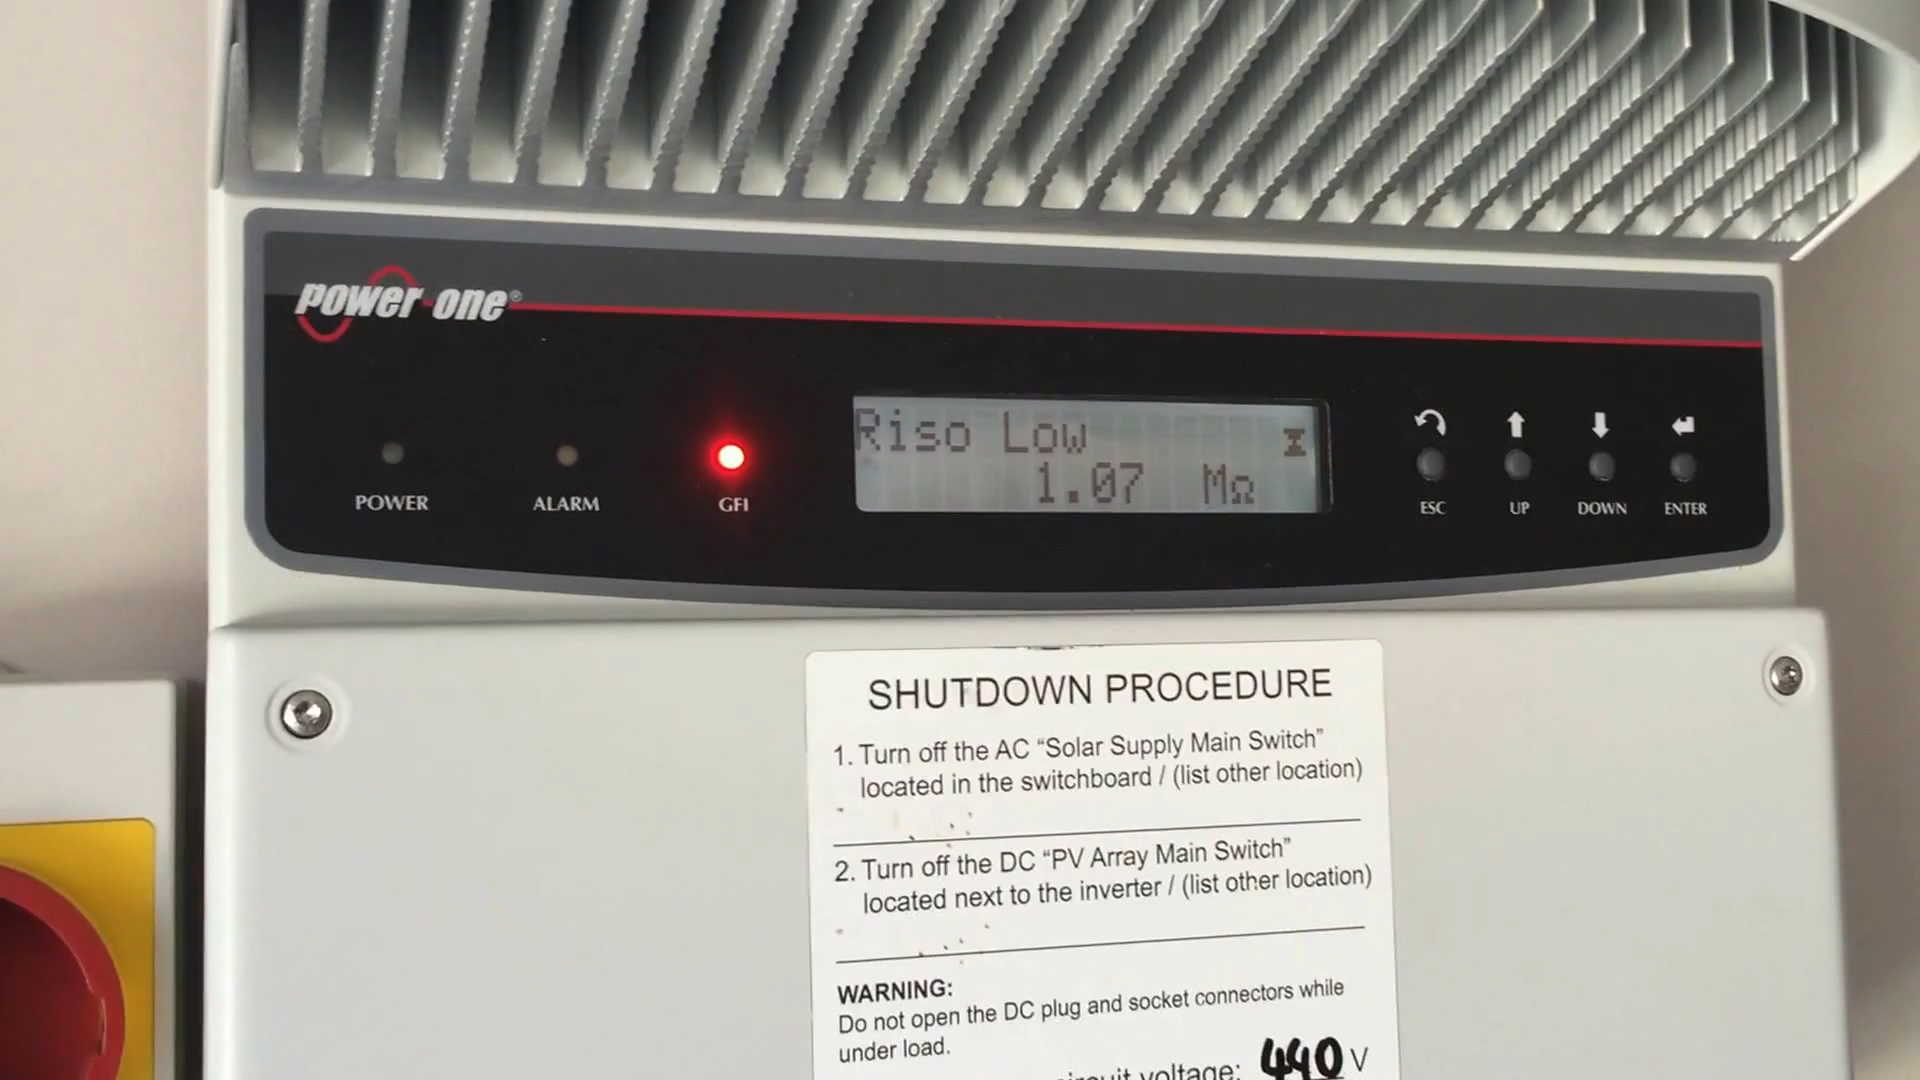 power-one®
POWER
ALARM
GFI
Riso Low
1.07 MΩ
ESC
UP
DOWN
ENTER
SHUTDOWN PROCEDURE
1. Turn off the AC “Solar Supply Main Switch”
located in the switchboard / (list other location)
2. Turn off the DC “PV Array Main Switch”
located next to the inverter / (list other location)
WARNING:
Do not open the DC plug and socket connectors while
under load.
voltage: 440 V